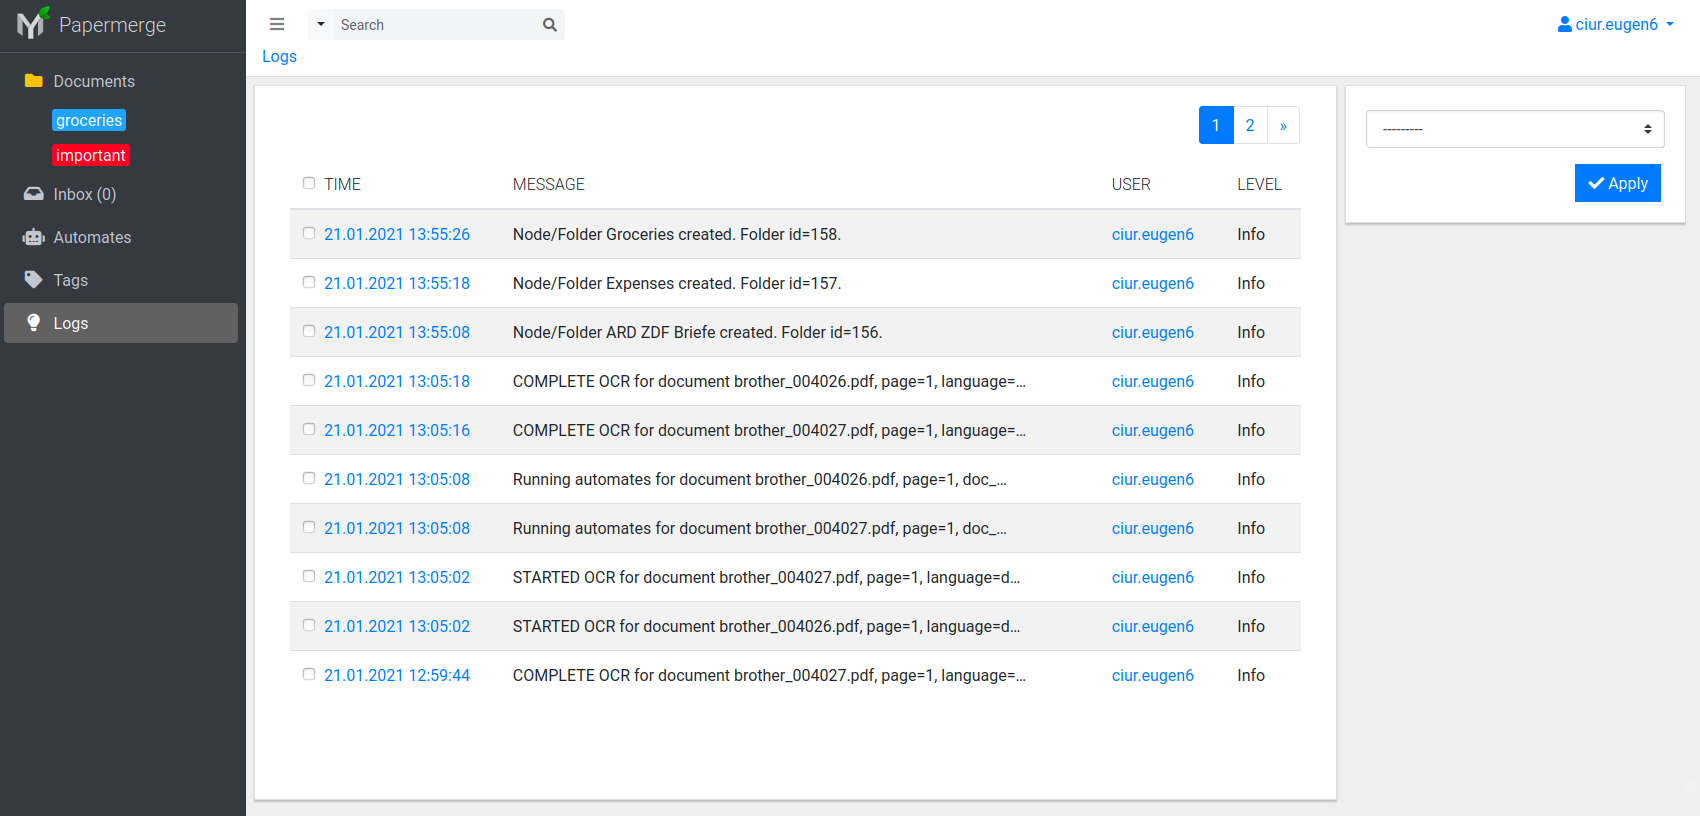 Papermerge
Search
ciur.eugen6
Logs
Documents
groceries
important
Inbox (0)
Automates
Tags
Logs
1 2 »
TIME MESSAGE USER LEVEL
21.01.2021 13:55:26 Node/Folder Groceries created. Folder id=158. ciur.eugen6 Info
21.01.2021 13:55:18 Node/Folder Expenses created. Folder id=157. ciur.eugen6 Info
21.01.2021 13:55:08 Node/Folder ARD ZDF Briefe created. Folder id=156. ciur.eugen6 Info
21.01.2021 13:05:18 COMPLETE OCR for document brother_004026.pdf, page=1, language=… ciur.eugen6 Info
21.01.2021 13:05:16 COMPLETE OCR for document brother_004027.pdf, page=1, language=… ciur.eugen6 Info
21.01.2021 13:05:08 Running automates for document brother_004026.pdf, page=1, doc_… ciur.eugen6 Info
21.01.2021 13:05:08 Running automates for document brother_004027.pdf, page=1, doc_… ciur.eugen6 Info
21.01.2021 13:05:02 STARTED OCR for document brother_004027.pdf, page=1, language=d… ciur.eugen6 Info
21.01.2021 13:05:02 STARTED OCR for document brother_004026.pdf, page=1, language=d… ciur.eugen6 Info
21.01.2021 12:59:44 COMPLETE OCR for document brother_004027.pdf, page=1, language=… ciur.eugen6 Info
---------
Apply